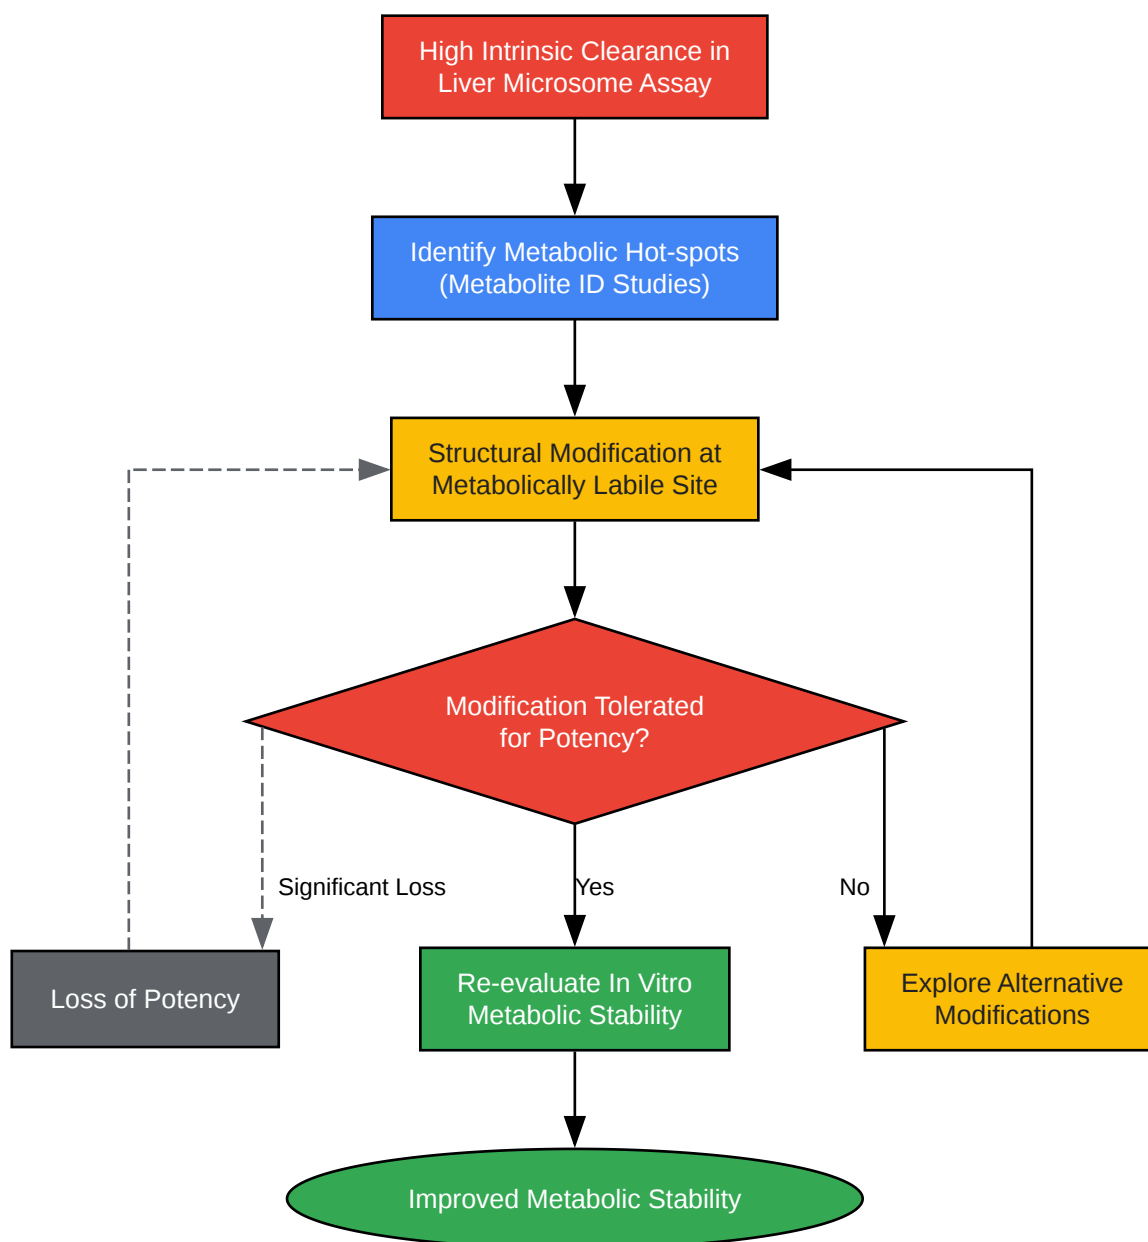 High Intrinsic Clearance in
Liver Microsome Assay
Identify Metabolic Hot-spots
(Metabolite ID Studies)
Structural Modification at
Metabolically Labile Site
Modification Tolerated
for Potency?
Significant Loss
Yes
No
Loss of Potency
Re-evaluate In Vitro
Metabolic Stability
Explore Alternative
Modifications
Improved Metabolic Stability